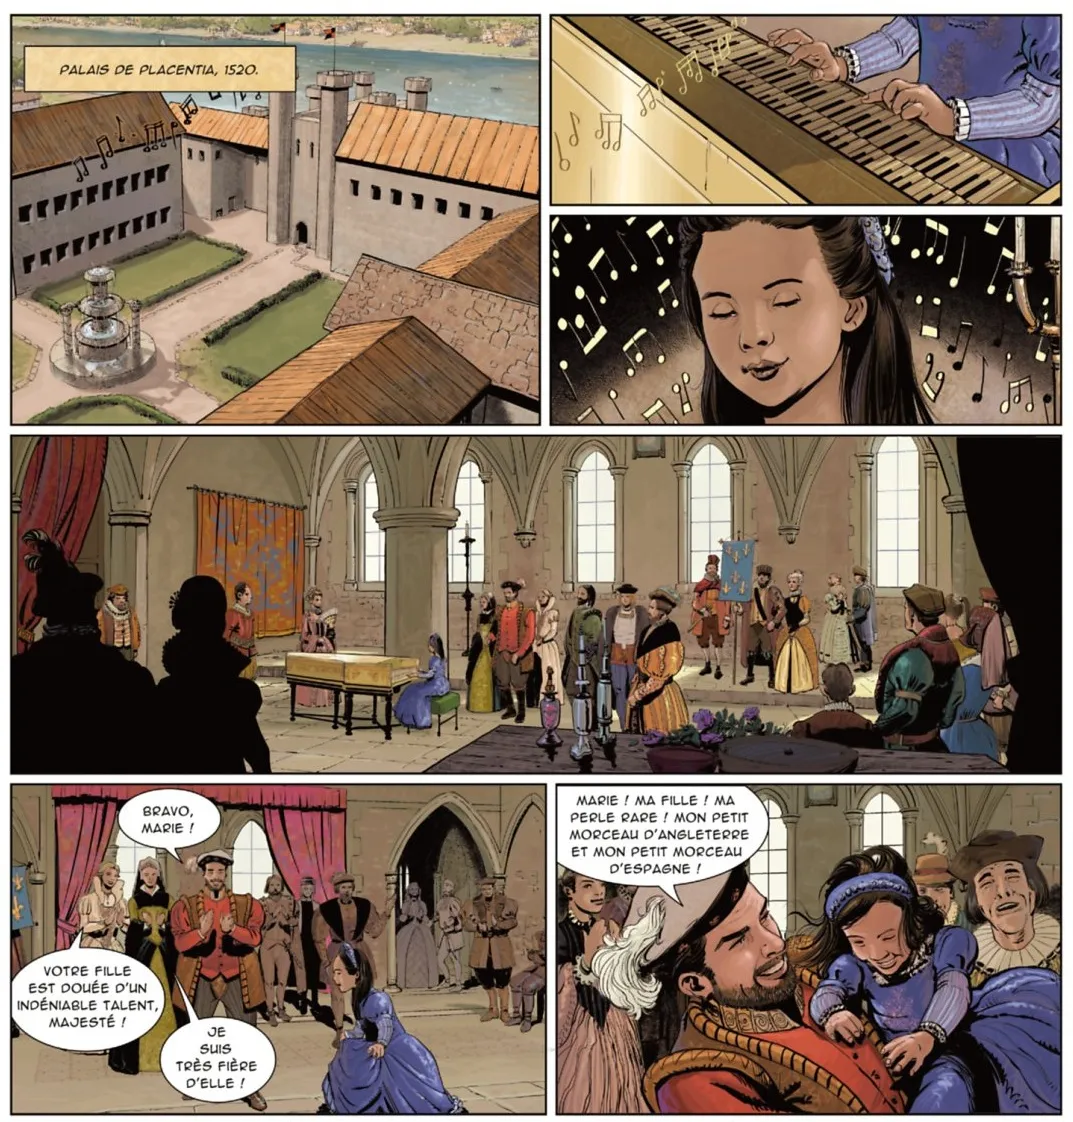 PALAIS DE PLACENTIA, 1520.
BRAVO,
MARIE !
VOTRE FILLE
EST DOUÉE D'UN
INDÉNIABLE TALENT,
MAJESTÉ !
JE
SUIS
TRÈS FIÈRE
D'ELLE !
MARIE ! MA FILLE ! MA
PERLE RARE ! MON PETIT
MORCEAU D'ANGLETERRE
ET MON PETIT MORCEAU
D'ESPAGNE !